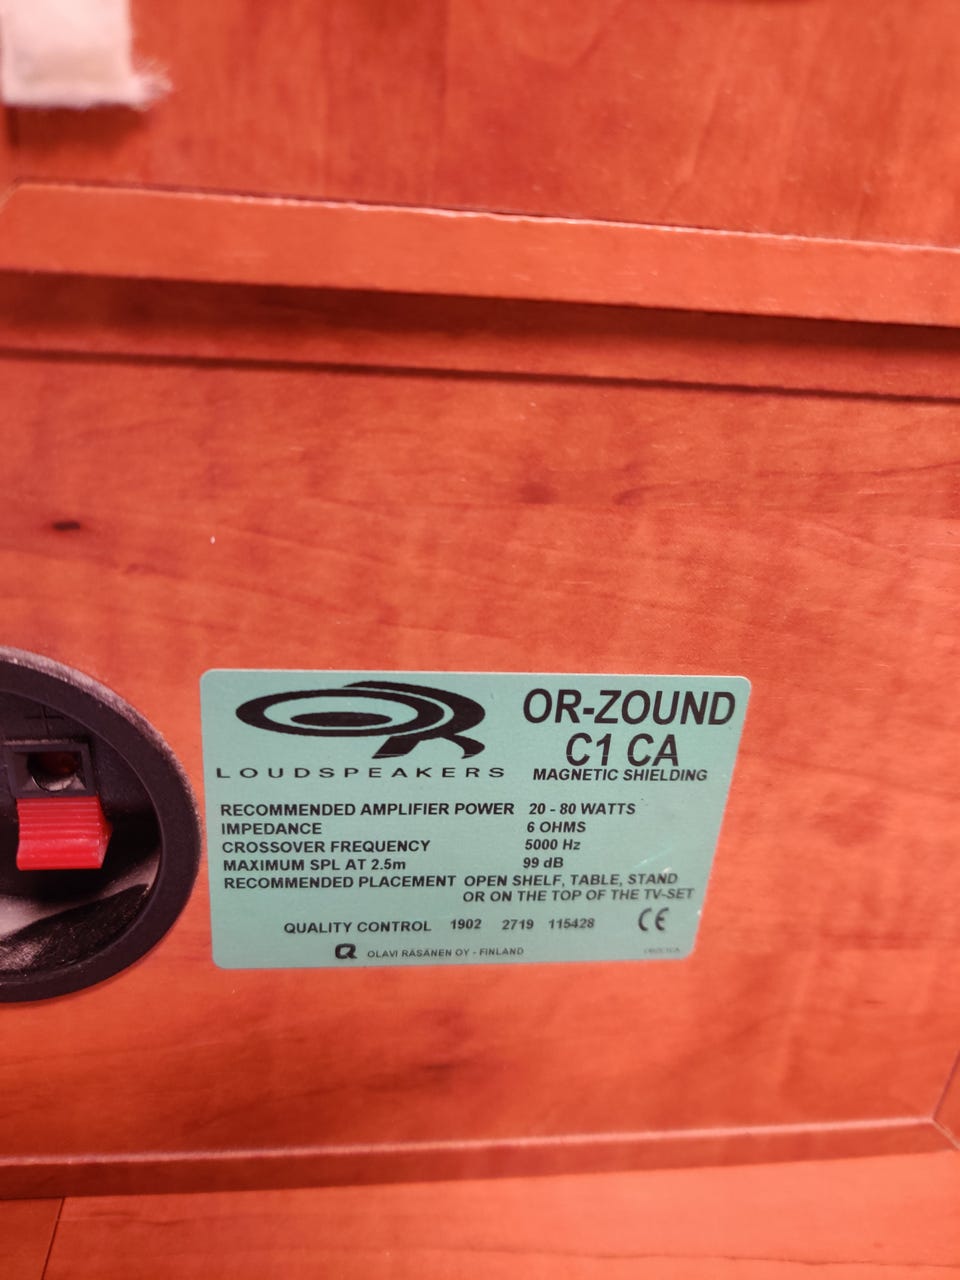 OR
LOUDSPEAKERS
OR-ZOUND
C1 CA
MAGNETIC SHIELDING
RECOMMENDED AMPLIFIER POWER 20 - 80 WATTS
IMPEDANCE 6 OHMS
CROSSOVER FREQUENCY 5000 Hz
MAXIMUM SPL AT 2.5m 99 dB
RECOMMENDED PLACEMENT OPEN SHELF, TABLE, STAND
OR ON THE TOP OF THE TV-SET
QUALITY CONTROL 1902 2719 115428 CE
OLAVI RÄSÄNEN OY - FINLAND